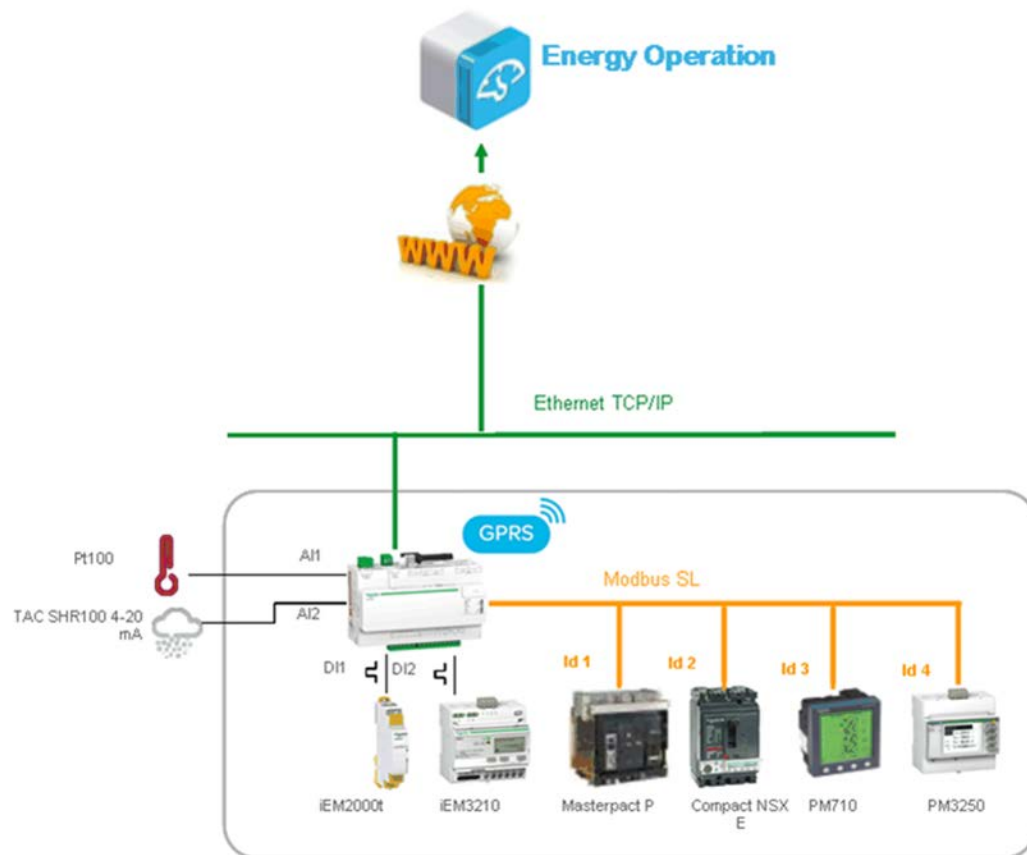 Energy Operation
WWW
Ethernet TCP/IP
GPRS
Pt100
AI1
Modbus SL
TAC SHR100 4-20
mA
AI2
DI1
DI2
Id 1
Id 2
Id 3
Id 4
iEM2000t
iEM3210
Masterpact P
Compact NSX
E
PM710
PM3250